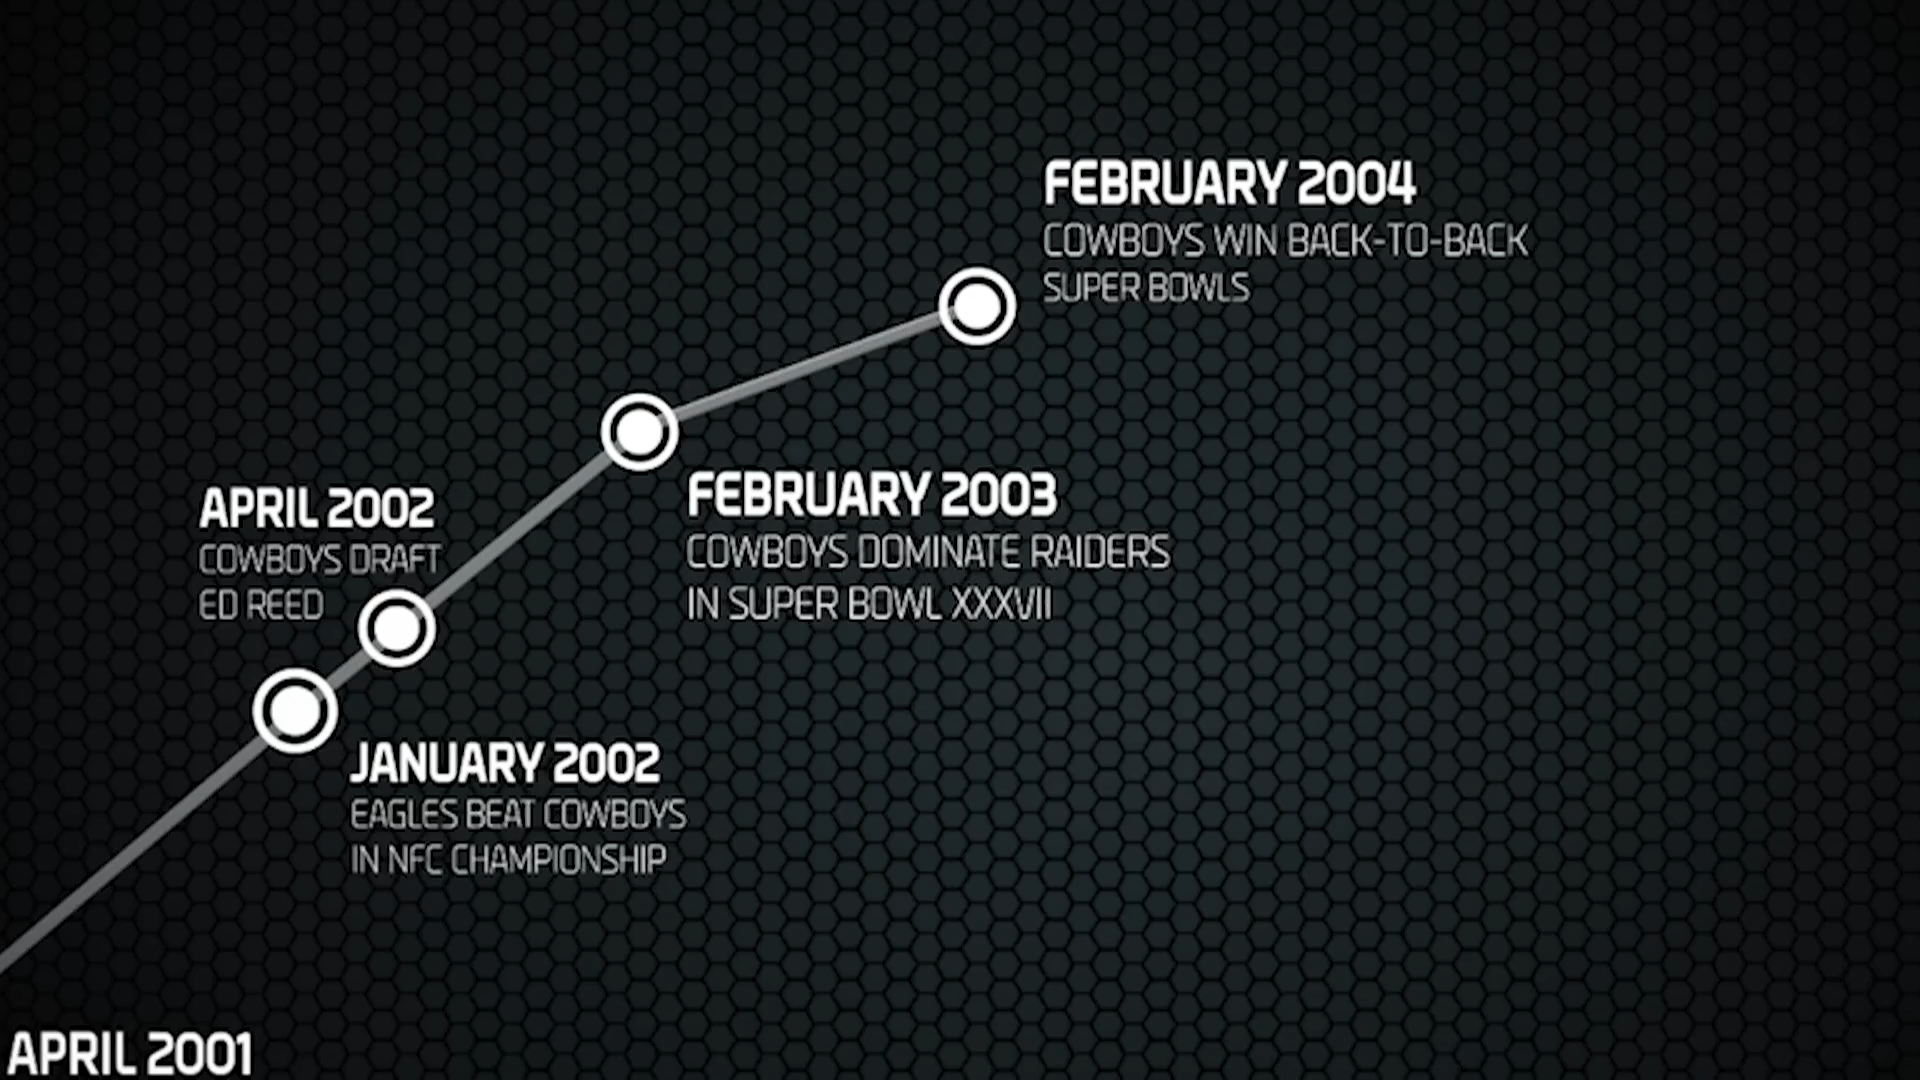 FEBRUARY 2004
COWBOYS WIN BACK-TO-BACK
SUPER BOWLS
FEBRUARY 2003
COWBOYS DOMINATE RAIDERS
IN SUPER BOWL XXXVII
APRIL 2002
COWBOYS DRAFT
ED REED
JANUARY 2002
EAGLES BEAT COWBOYS
IN NFC CHAMPIONSHIP
APRIL 2001